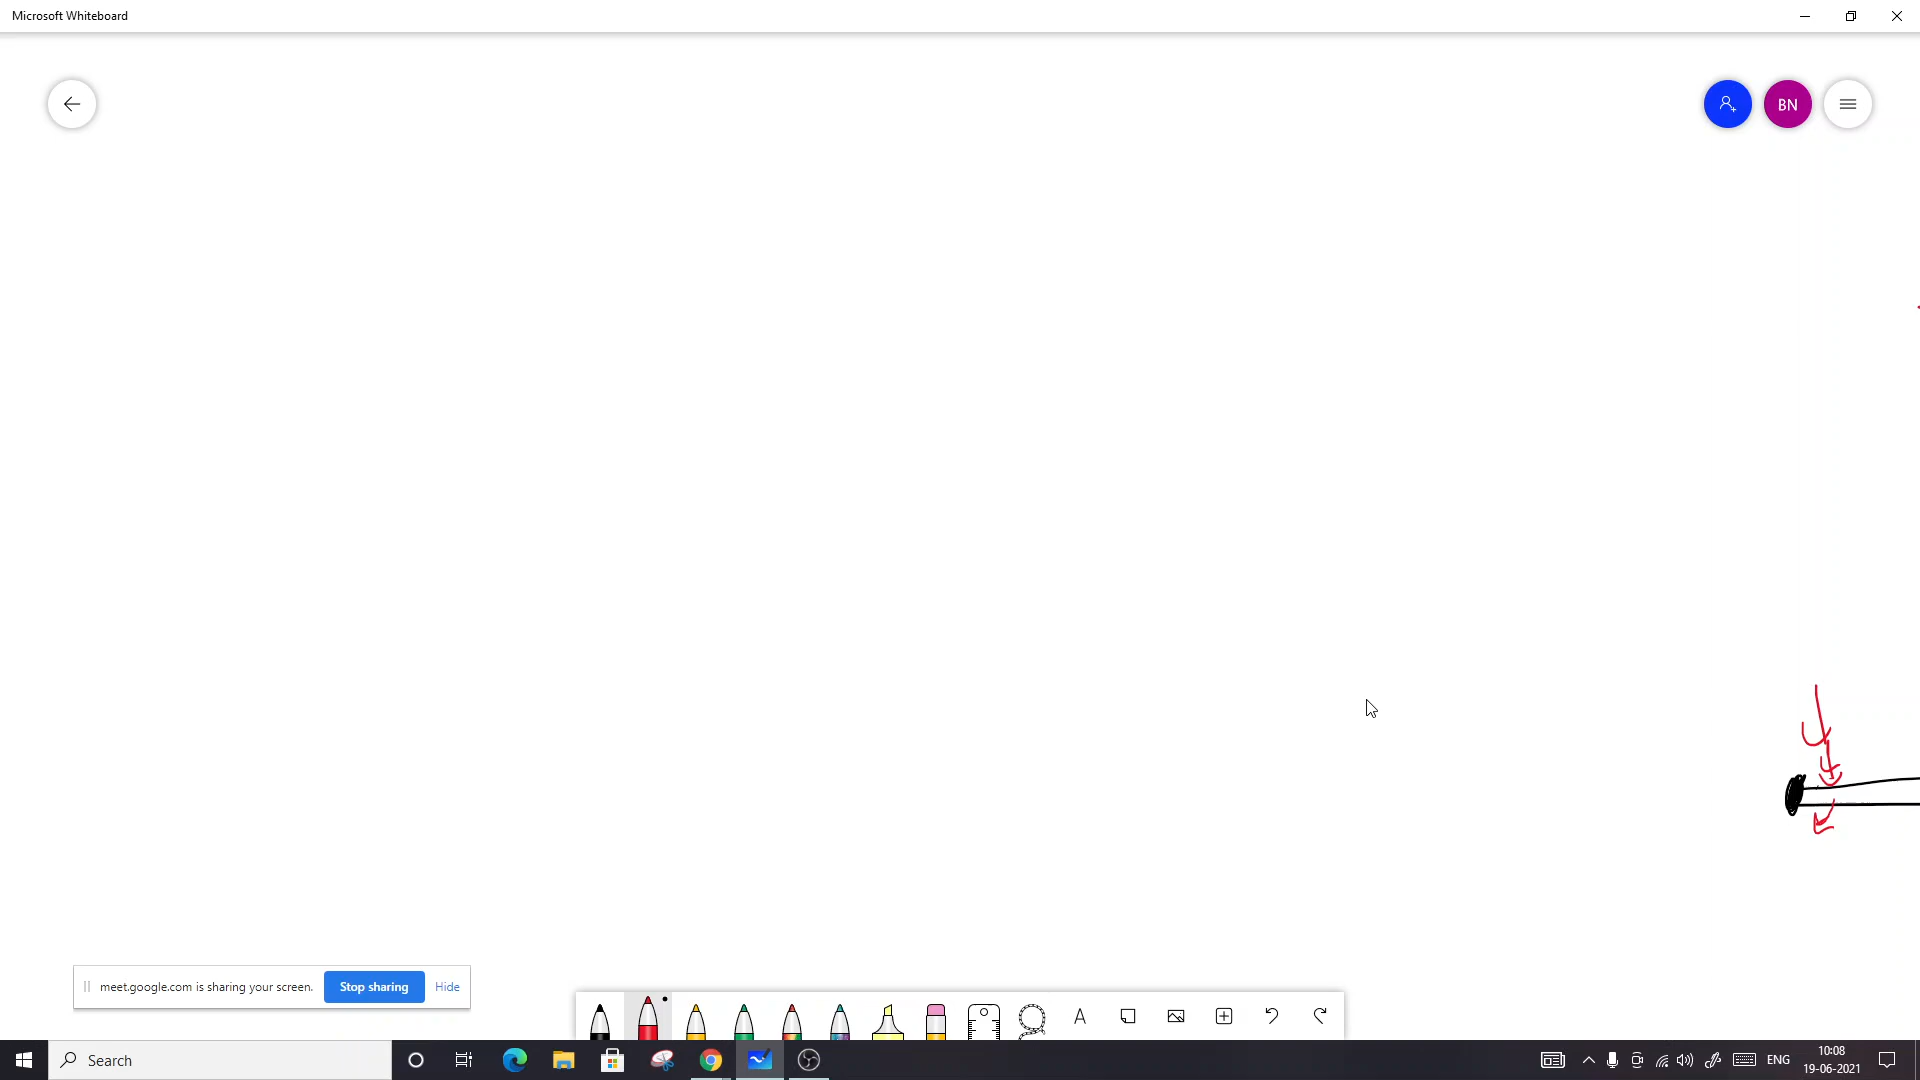 Microsoft Whiteboard
BN
meet.google.com is sharing your screen.
Stop sharing
Hide
A
Search
ENG
10:08
19-06-2021